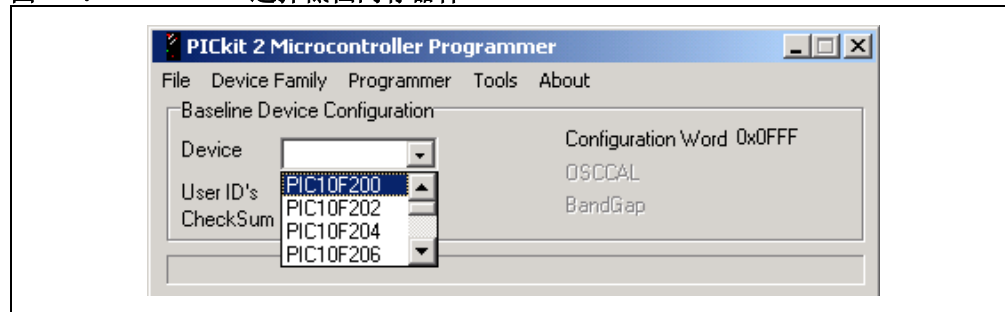 PICkit 2 Microcontroller Programmer
File Device Family Programmer Tools About
Baseline Device Configuration
Device
Configuration Word 0x0FFF
OSCCAL
User ID's
BandGap
CheckSum
PIC10F200
PIC10F202
PIC10F204
PIC10F206